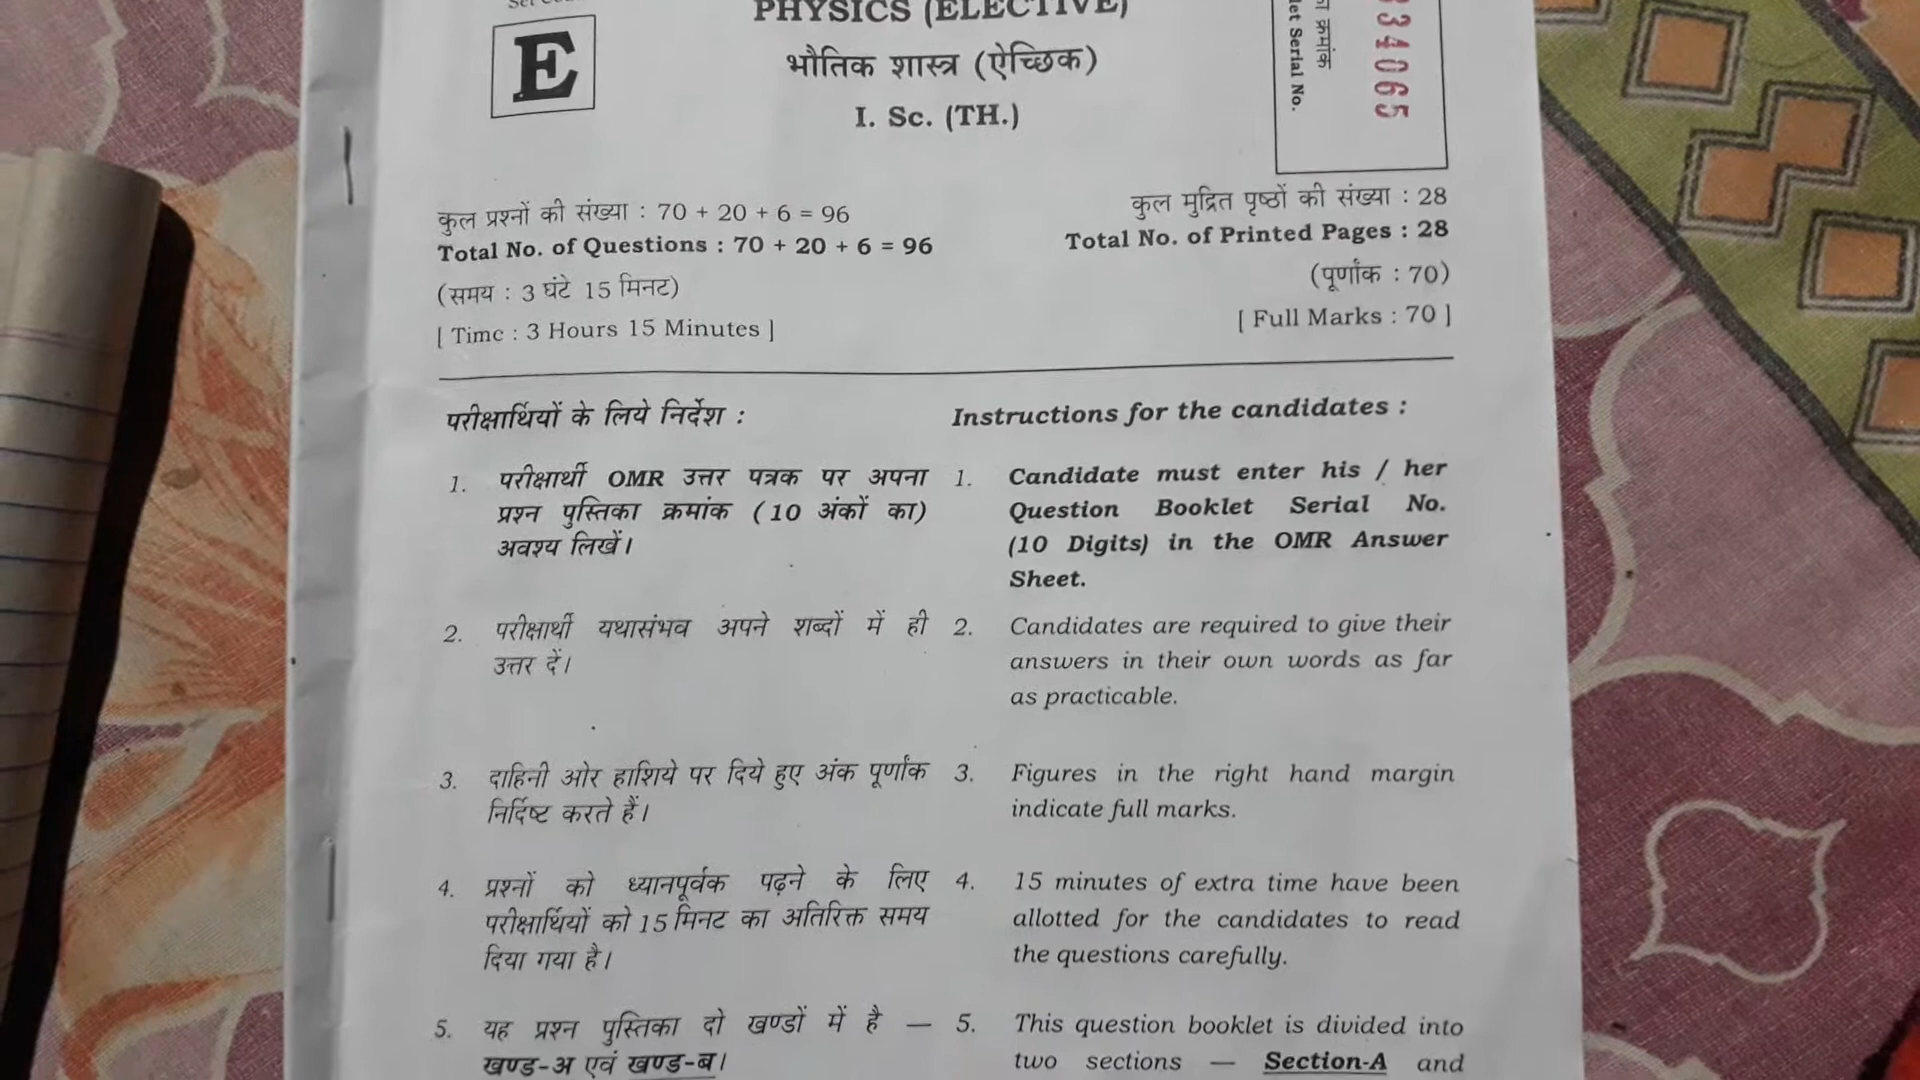 PHYSICS (ELECTIVE)
E
भौतिक शास्त्र (ऐच्छिक)
I. Sc. (TH.)
क्रमांक
let Serial No.
34065
कुल प्रश्नों की संख्या : 70 + 20 + 6 = 96
Total No. of Questions : 70 + 20 + 6 = 96
(समय : 3 घंटे 15 मिनट)
[ Time : 3 Hours 15 Minutes ]
कुल मुद्रित पृष्ठों की संख्या : 28
Total No. of Printed Pages : 28
(पूर्णांक : 70)
[ Full Marks : 70 ]
परीक्षार्थियों के लिये निर्देश :
1. परीक्षार्थी OMR उत्तर पत्रक पर अपना
प्रश्न पुस्तिका क्रमांक (10 अंकों का)
अवश्य लिखें।
2. परीक्षार्थी यथासंभव अपने शब्दों में ही
उत्तर दें।
3. दाहिनी ओर हाशिये पर दिये हुए अंक पूर्णांक
निर्दिष्ट करते हैं।
4. प्रश्नों को ध्यानपूर्वक पढ़ने के लिए
परीक्षार्थियों को 15 मिनट का अतिरिक्त समय
दिया गया है।
5. यह प्रश्न पुस्तिका दो खण्डों में है —
खण्ड-अ एवं खण्ड-ब।
Instructions for the candidates :
1. Candidate must enter his / her
Question Booklet Serial No.
(10 Digits) in the OMR Answer
Sheet.
2. Candidates are required to give their
answers in their own words as far
as practicable.
3. Figures in the right hand margin
indicate full marks.
4. 15 minutes of extra time have been
allotted for the candidates to read
the questions carefully.
5. This question booklet is divided into
two sections — Section-A and